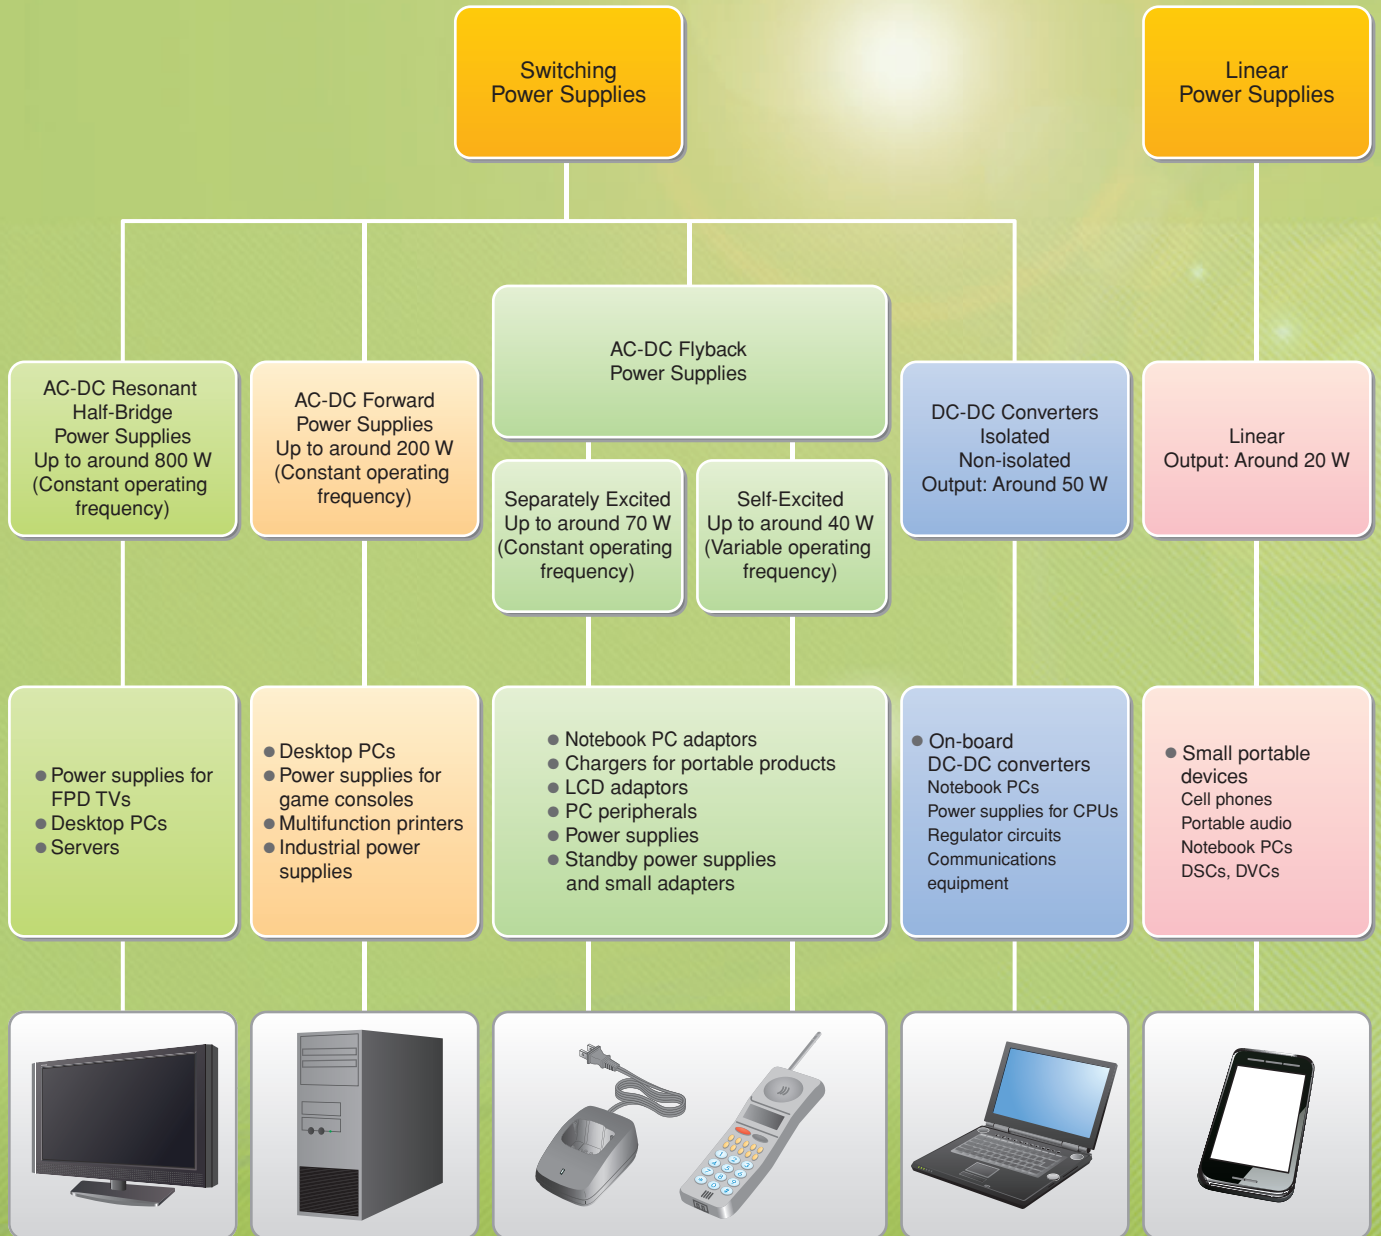 Switching
Power Supplies
Linear
Power Supplies
AC-DC Resonant
Half-Bridge
Power Supplies
Up to around 800 W
(Constant operating
frequency)
AC-DC Forward
Power Supplies
Up to around 200 W
(Constant operating
frequency)
AC-DC Flyback
Power Supplies
Separately Excited
Up to around 70 W
(Constant operating
frequency)
Self-Excited
Up to around 40 W
(Variable operating
frequency)
DC-DC Converters
Isolated
Non-isolated
Output: Around 50 W
Linear
Output: Around 20 W
● Power supplies for
FPD TVs
● Desktop PCs
● Servers
● Desktop PCs
● Power supplies for
game consoles
● Multifunction printers
● Industrial power
supplies
● Notebook PC adaptors
● Chargers for portable products
● LCD adaptors
● PC peripherals
● Power supplies
● Standby power supplies
and small adapters
● On-board
DC-DC converters
Notebook PCs
Power supplies for CPUs
Regulator circuits
Communications
equipment
● Small portable
devices
Cell phones
Portable audio
Notebook PCs
DSCs, DVCs